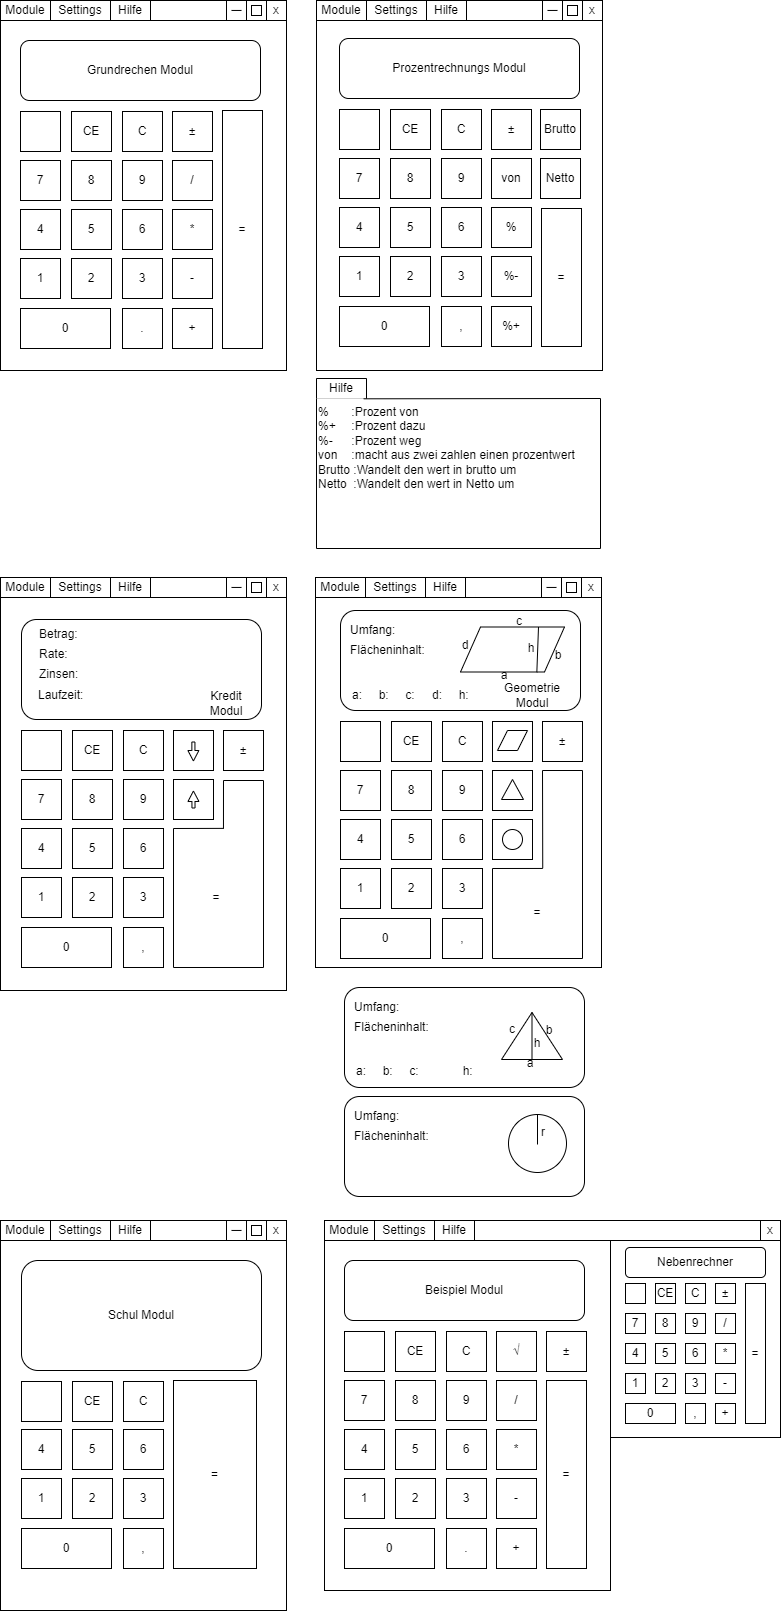 Module Settings Hilfe — X
Grundrechen Modul
CE C ±
7 8 9 /
4 5 6 *
=
1 2 3 -
0 . +
Module Settings Hilfe — X
Prozentrechnungs Modul
CE C ± Brutto
7 8 9 von Netto
4 5 6 %
1 2 3 %- =
0 , %+
Hilfe
% :Prozent von
%+ :Prozent dazu
%- :Prozent weg
von :macht aus zwei zahlen einen prozentwert
Brutto :Wandelt den wert in brutto um
Netto :Wandelt den wert in Netto um
Module Settings Hilfe — X
Betrag:
Rate:
Zinsen:
Laufzeit:
Kredit
Modul
CE C ±
7 8 9
4 5 6
1 2 3 =
0 ,
Module Settings Hilfe — X
Umfang:
Flächeninhalt:
c
d h b
a
a: b: c: d: h:
Geometrie
Modul
CE C ±
7 8 9
4 5 6
1 2 3
=
0 ,
Umfang:
Flächeninhalt:
c b
h
a
a: b: c: h:
Umfang:
Flächeninhalt:
r
Module Settings Hilfe — X
Schul Modul
CE C
4 5 6
=
1 2 3
0 ,
Module Settings Hilfe X
Beispiel Modul
CE C √ ±
7 8 9 /
4 5 6 *
=
1 2 3 -
0 . +
Nebenrechner
CE C ±
7 8 9 /
4 5 6 * =
1 2 3 -
0 , +